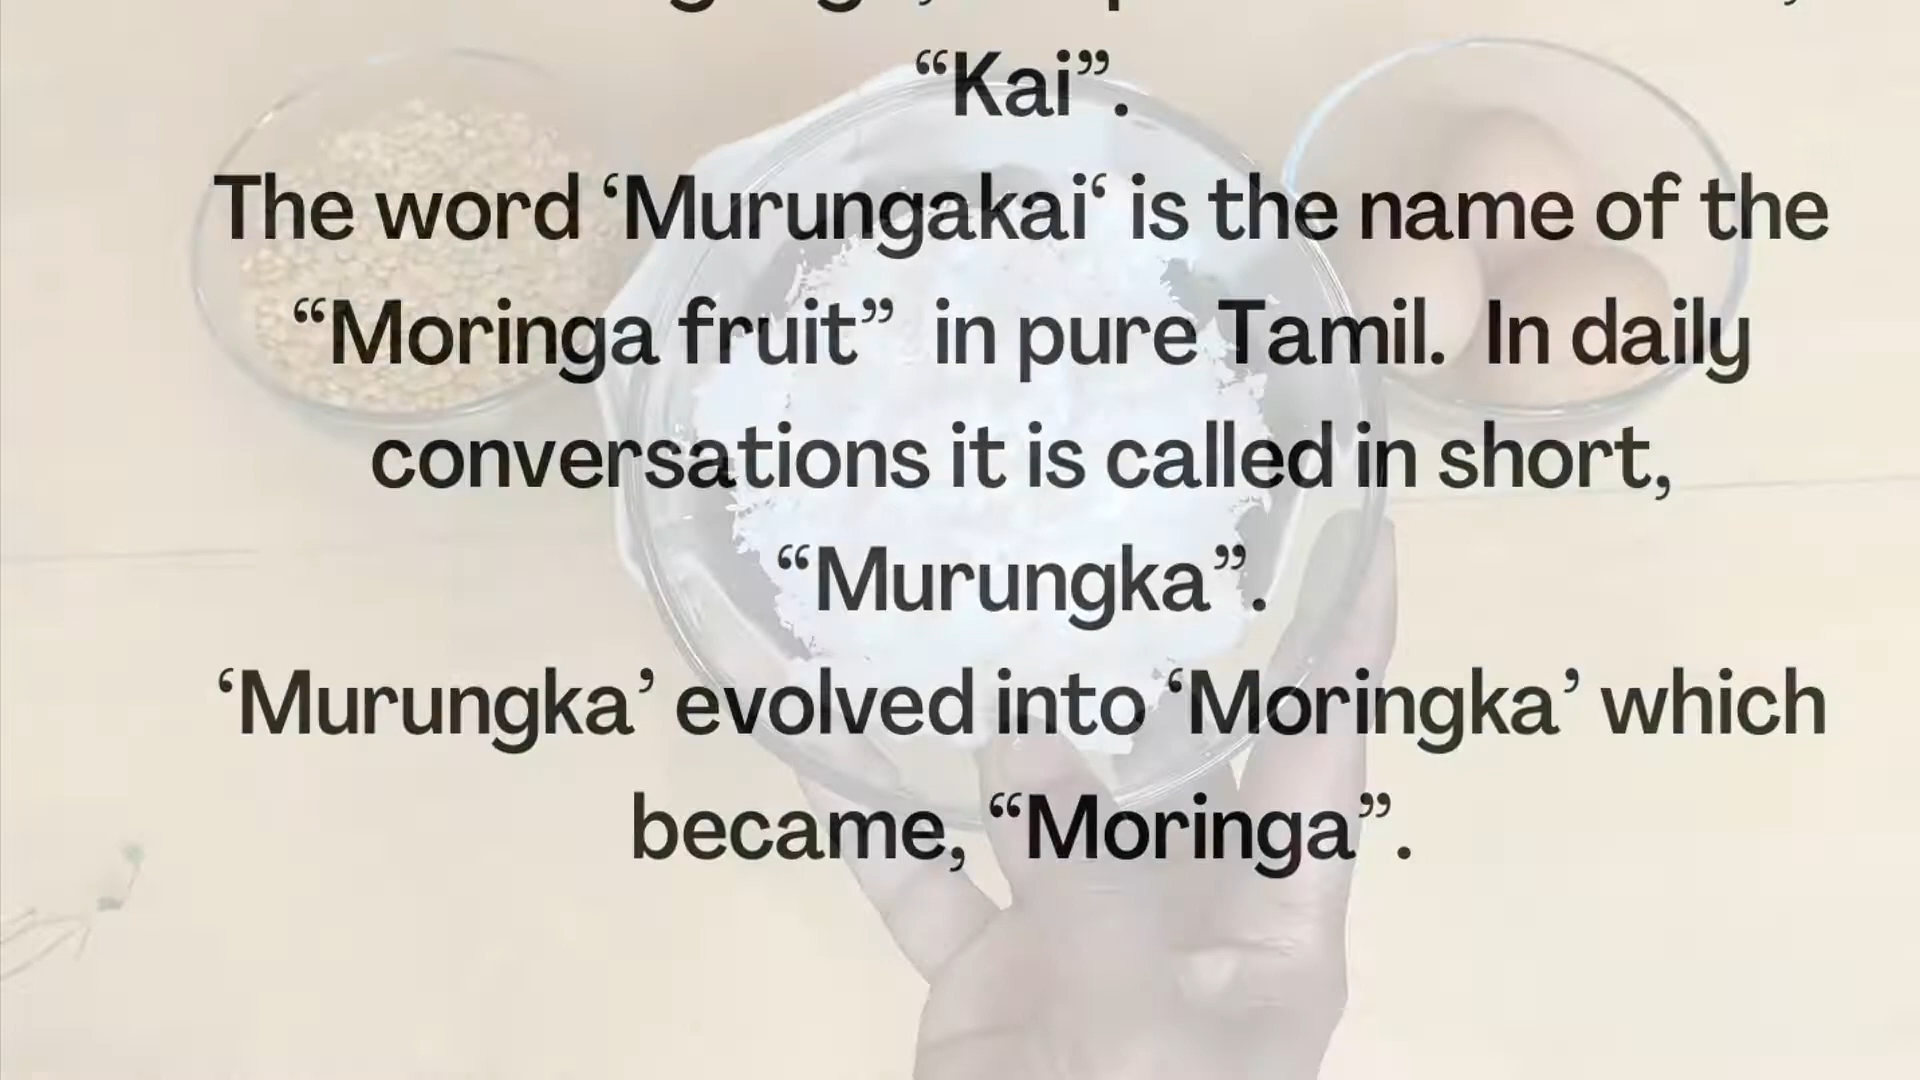 “Kai”.
The word ‘Murungakai‘ is the name of the
“Moringa fruit” in pure Tamil. In daily
conversations it is called in short,
“Murungka”.
‘Murungka’ evolved into ‘Moringka’ which
became, “Moringa”.